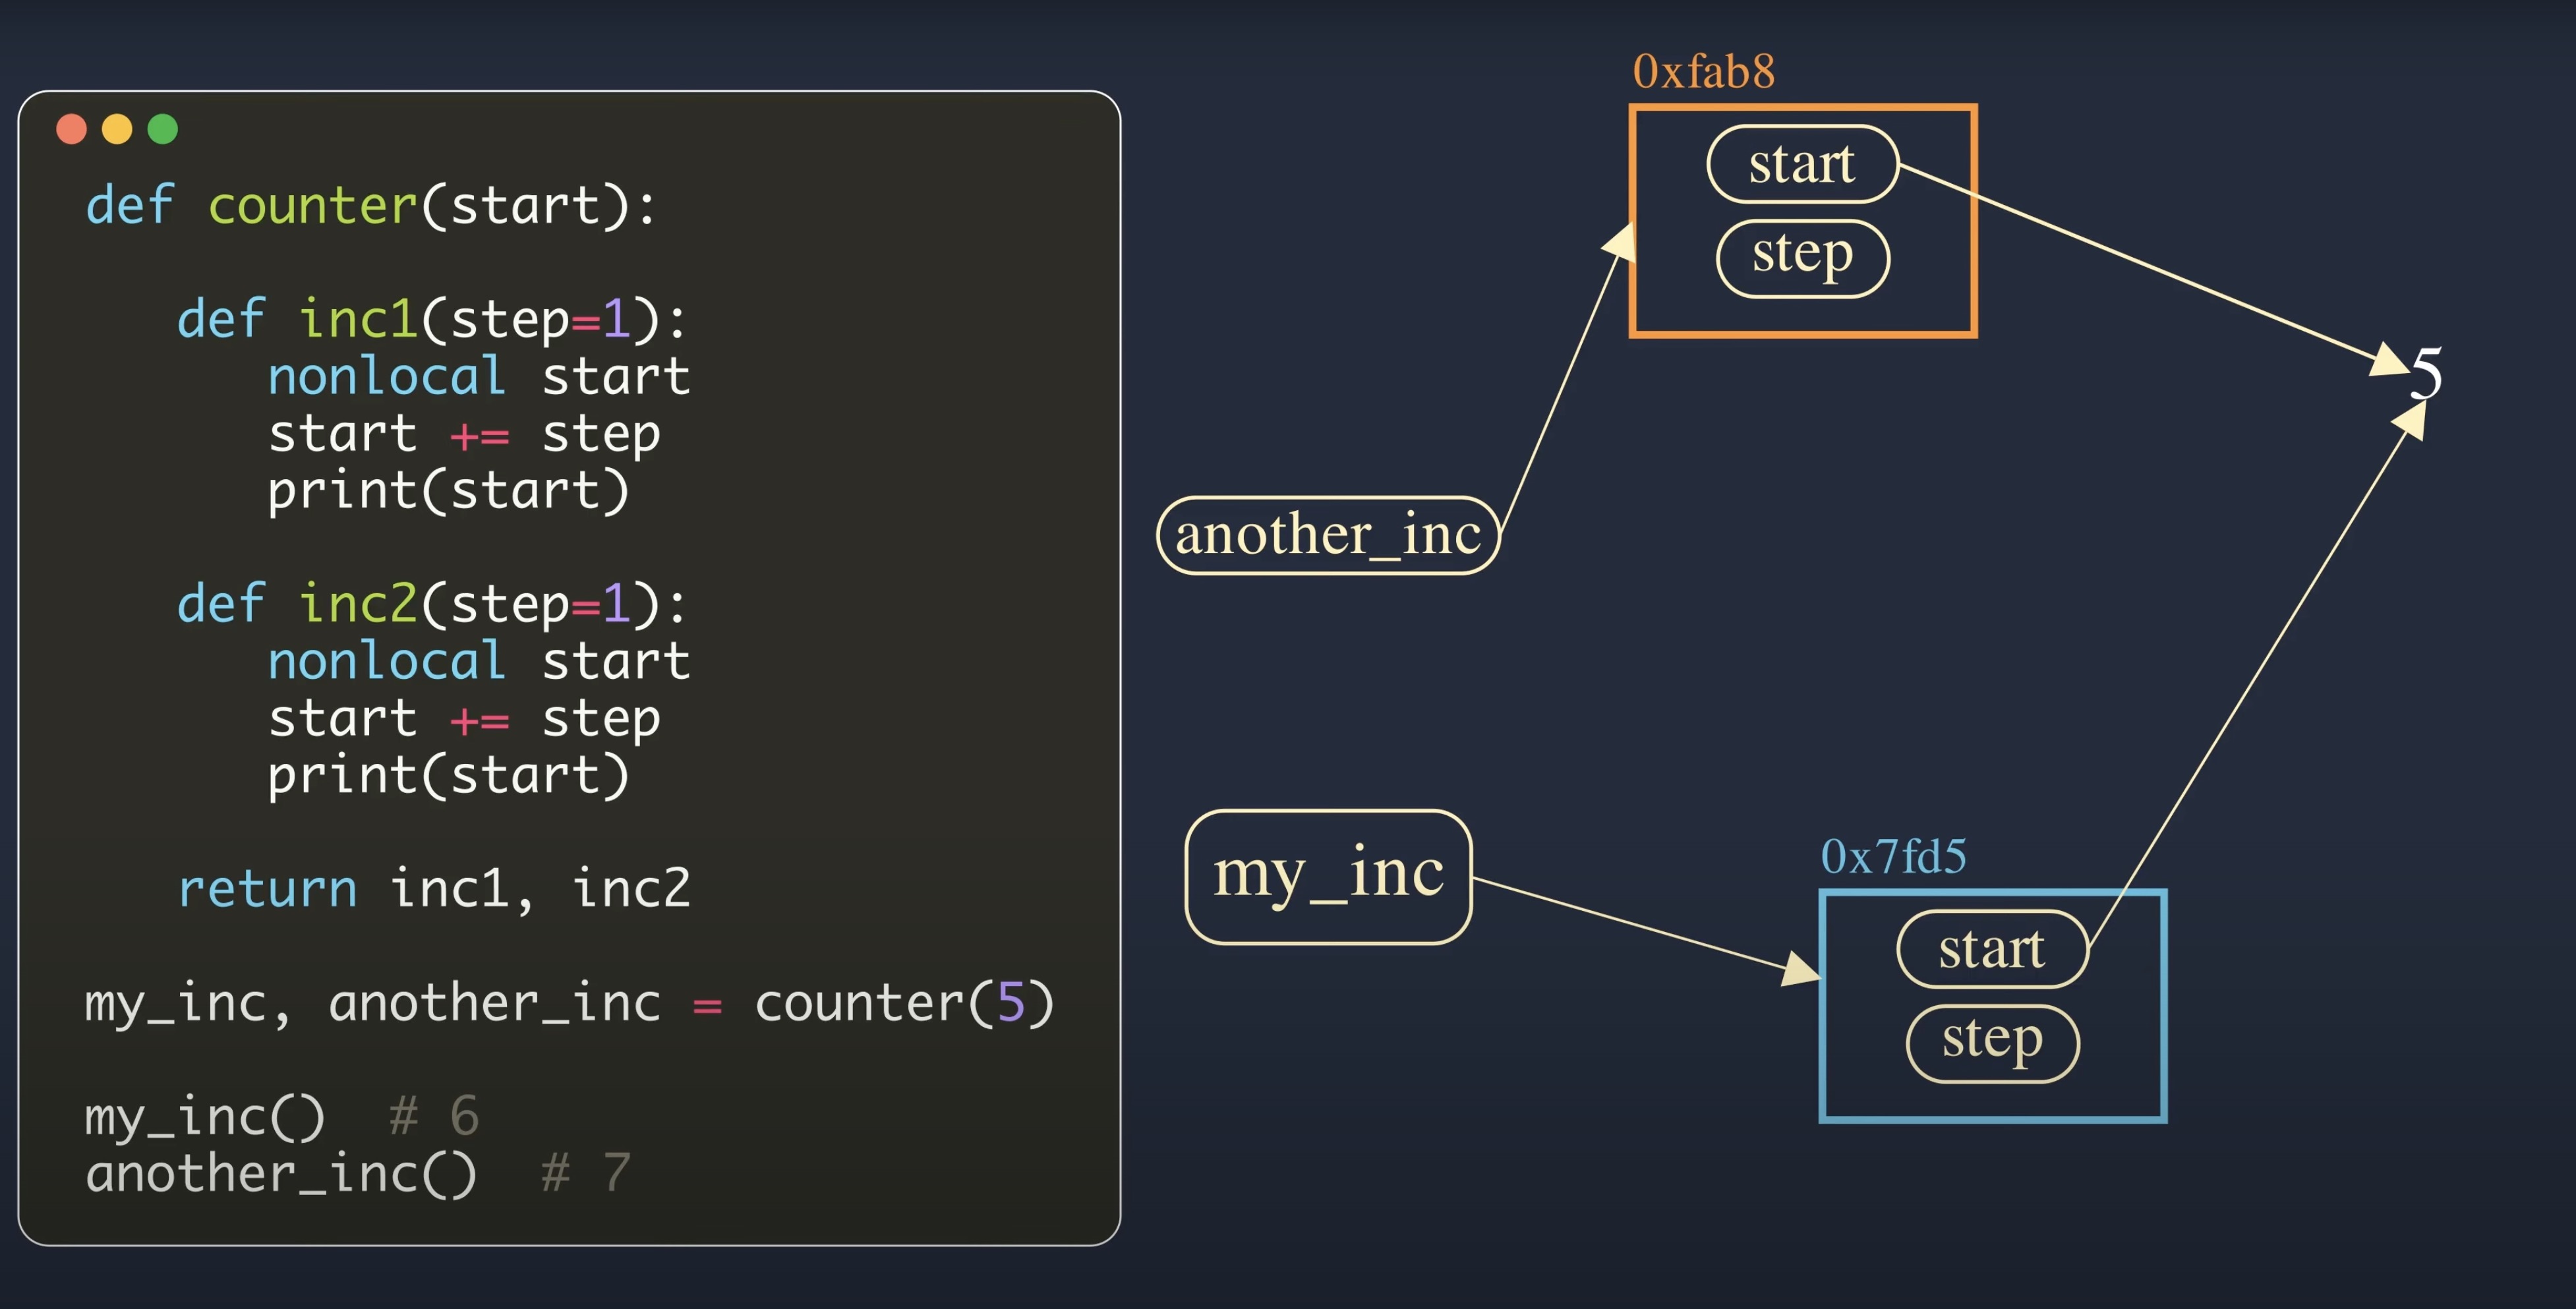 def counter(start):
def inc1(step=1):
nonlocal start
start += step
print(start)
def inc2(step=1):
nonlocal start
start += step
print(start)
return inc1, inc2
my_inc, another_inc = counter(5)
my_inc()  # 6
another_inc()  # 7
0xfab8
start
step
5
another_inc
my_inc
0x7fd5
start
step